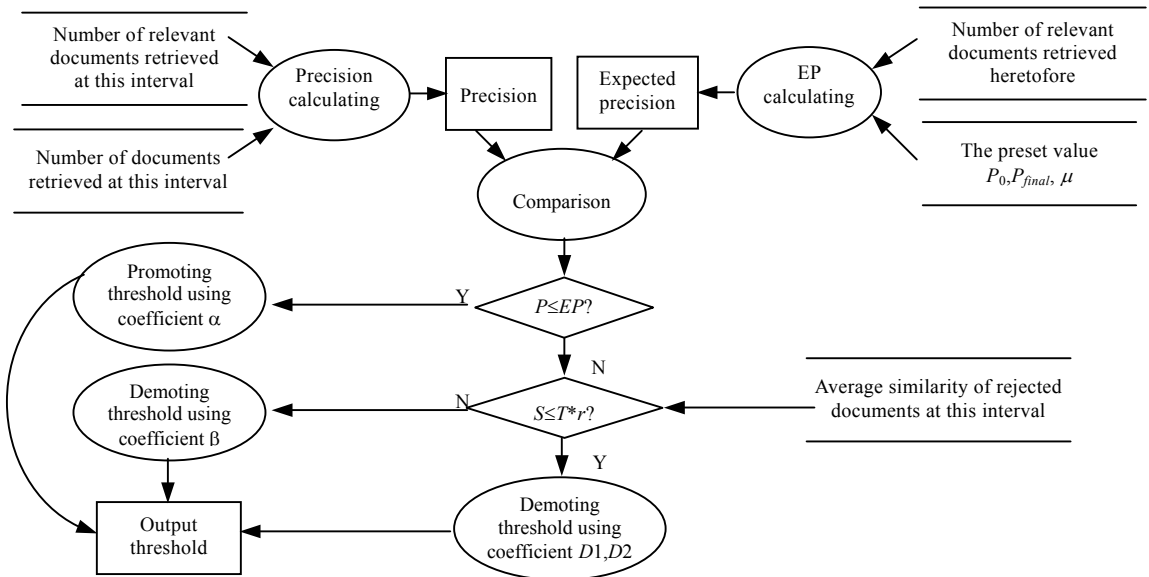 Number of relevant
documents retrieved
at this interval
Number of documents
retrieved at this interval
Precision
calculating
Precision
Expected
precision
EP
calculating
Number of relevant
documents retrieved
heretofore
The preset value
P0,Pfinal, μ
Comparison
Promoting
threshold using
coefficient α
Y
P≤EP?
N
Demoting
threshold using
coefficient β
N
S≤T*r?
Average similarity of rejected
documents at this interval
Y
Output
threshold
Demoting
threshold using
coefficient D1,D2